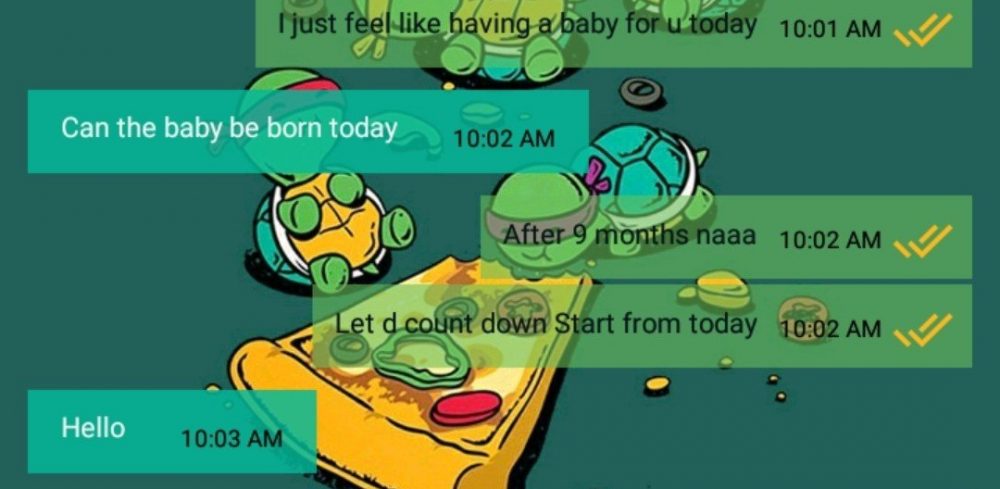 I just feel like having a baby for u today 10:01 AM
Can the baby be born today 10:02 AM
After 9 months naaa 10:02 AM
Let d count down Start from today 10:02 AM
Hello 10:03 AM